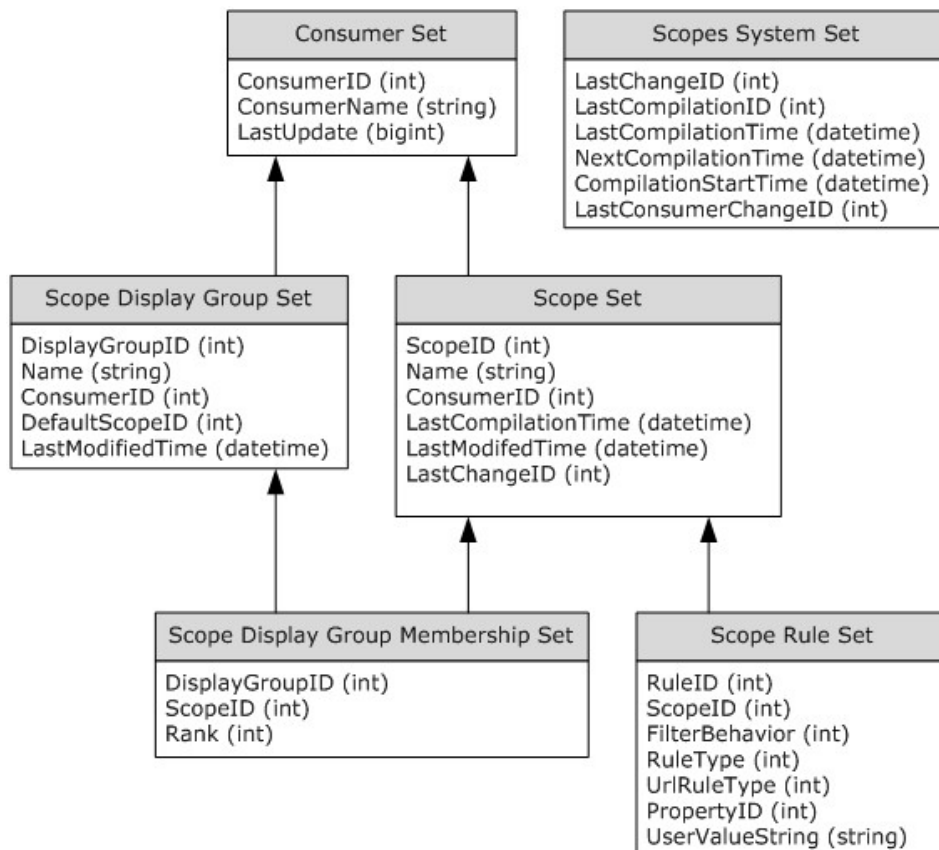 Consumer Set
ConsumerID (int)
ConsumerName (string)
LastUpdate (bigint)
Scopes System Set
LastChangeID (int)
LastCompilationID (int)
LastCompilationTime (datetime)
NextCompilationTime (datetime)
CompilationStartTime (datetime)
LastConsumerChangeID (int)
Scope Display Group Set
DisplayGroupID (int)
Name (string)
ConsumerID (int)
DefaultScopeID (int)
LastModifiedTime (datetime)
Scope Set
ScopeID (int)
Name (string)
ConsumerID (int)
LastCompilationTime (datetime)
LastModifedTime (datetime)
LastChangeID (int)
Scope Display Group Membership Set
DisplayGroupID (int)
ScopeID (int)
Rank (int)
Scope Rule Set
RuleID (int)
ScopeID (int)
FilterBehavior (int)
RuleType (int)
UrlRuleType (int)
PropertyID (int)
UserValueString (string)